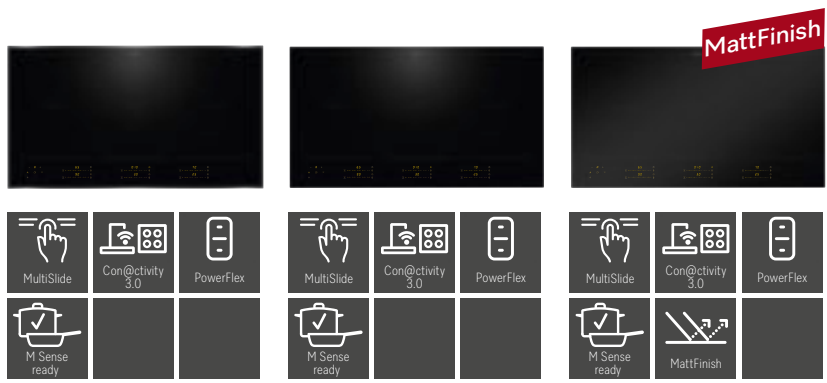 MattFinish
MultiSlide
Con@ctivity
3.0
PowerFlex
M Sense
ready
MultiSlide
Con@ctivity
3.0
PowerFlex
M Sense
ready
MultiSlide
Con@ctivity
3.0
PowerFlex
M Sense
ready
MattFinish